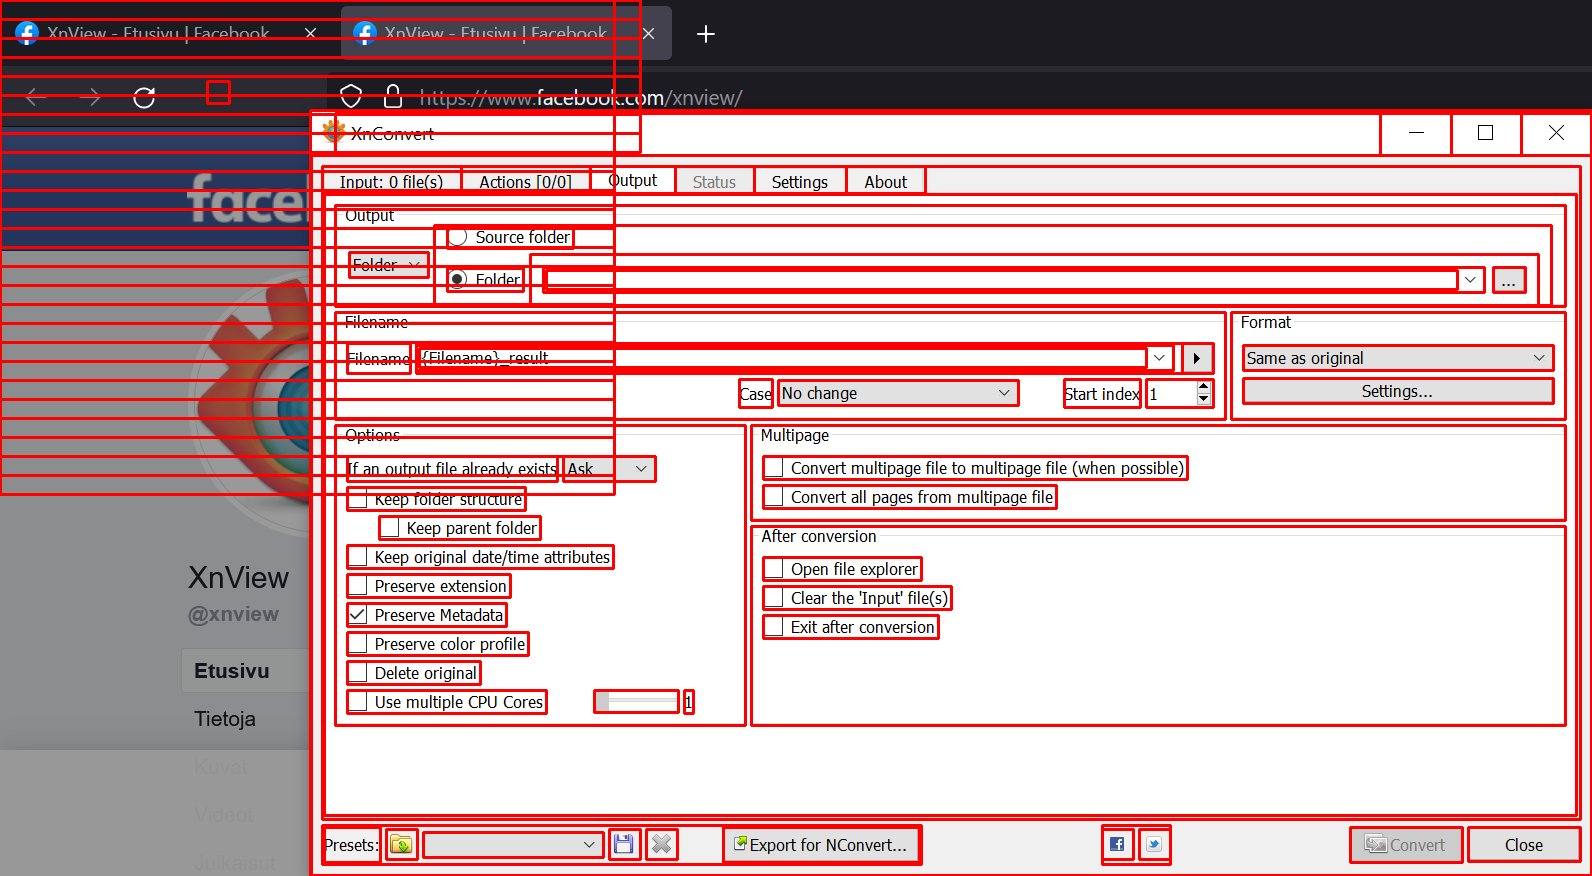 XnView - Etusivu | Facebook
XnView - Etusivu | Facebook
https://www.facebook.com/xnview/
XnConvert
Input: 0 file(s)
Actions [0/0]
Output
Status
Settings
About
Output
Source folder
Folder
Folder
...
Filename
Format
Filename
{Filename}_result
Same as original
Case
No change
Start index
1
Settings...
Options
Multipage
If an output file already exists
Ask
Convert multipage file to multipage file (when possible)
Keep folder structure
Convert all pages from multipage file
Keep parent folder
After conversion
Keep original date/time attributes
Open file explorer
Preserve extension
Clear the 'Input' file(s)
Preserve Metadata
Exit after conversion
Preserve color profile
Delete original
Use multiple CPU Cores
1
Presets:
Export for NConvert...
Convert
Close
faceb
XnView
@xnview
Etusivu
Tietoja
Kuvat
Videot
Julkaisut